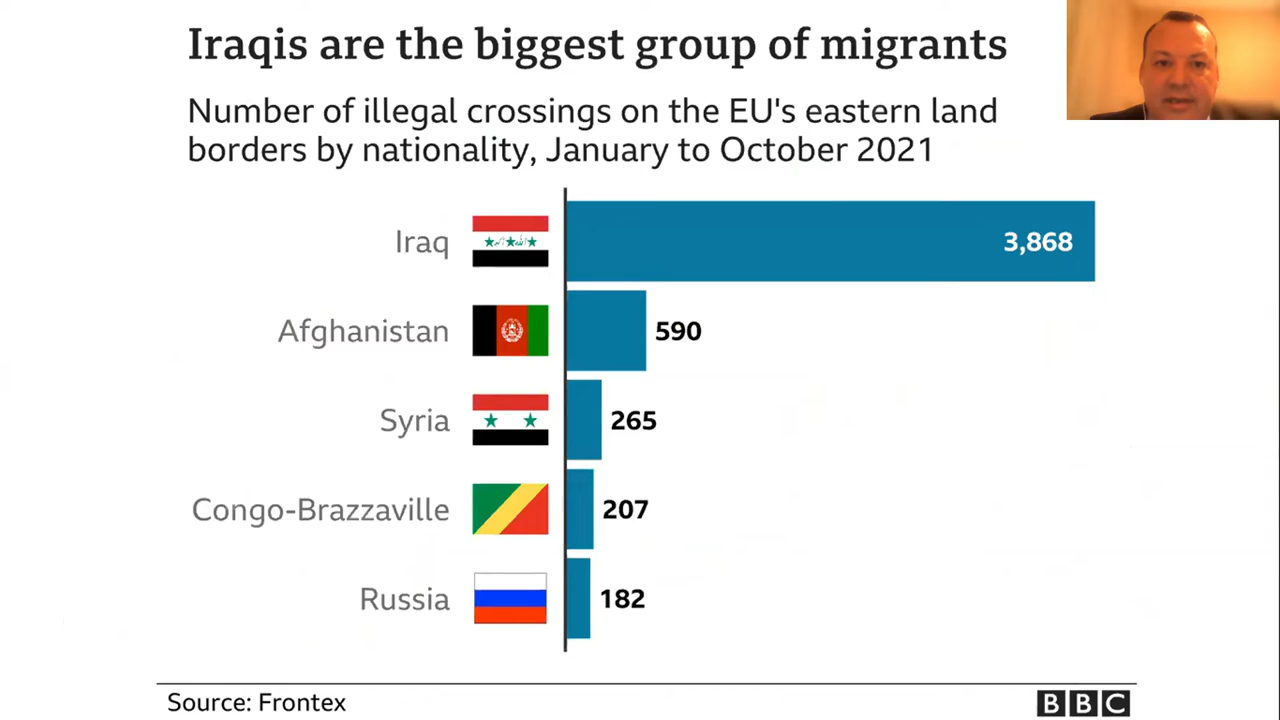 Iraqis are the biggest group of migrants
Number of illegal crossings on the EU's eastern land
borders by nationality, January to October 2021
Iraq 3,868
Afghanistan 590
Syria 265
Congo-Brazzaville 207
Russia 182
Source: Frontex BBC